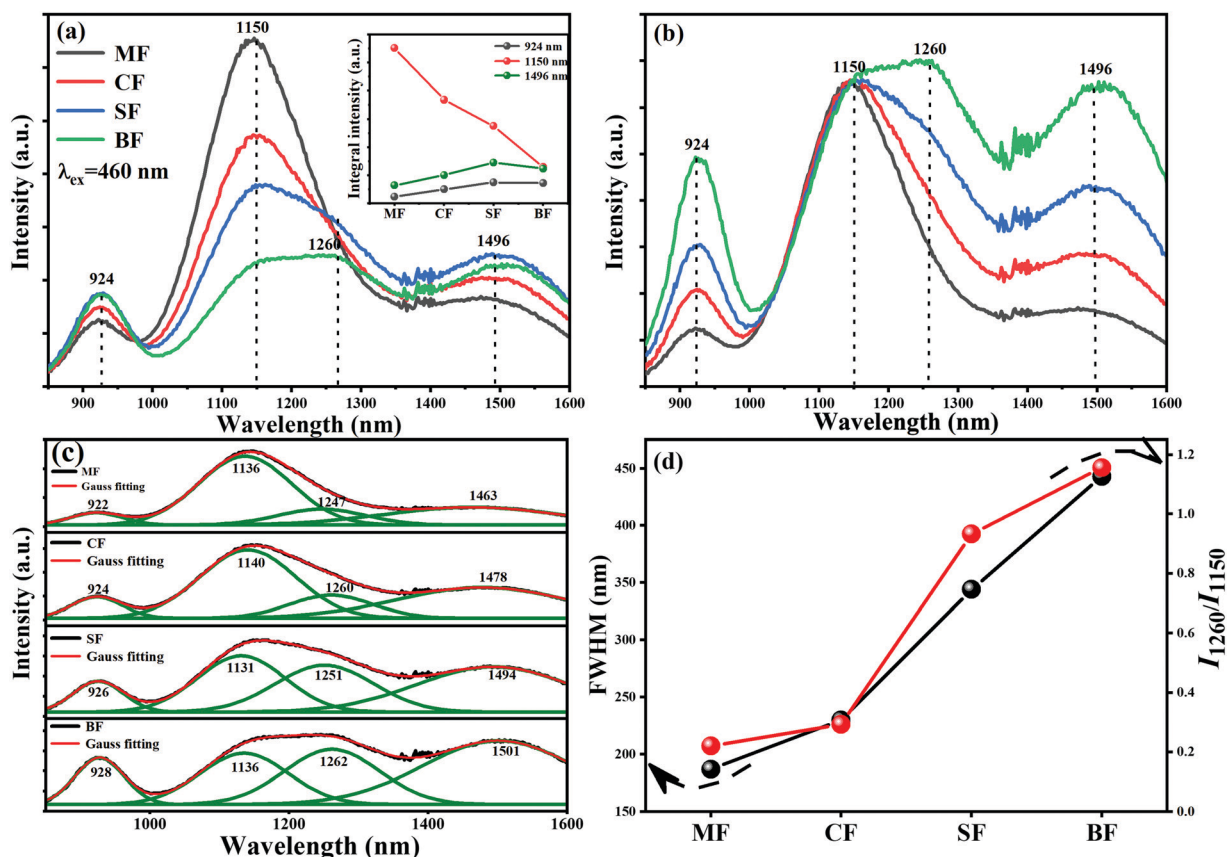 (a)
1150
MF
CF
SF
BF
λex=460 nm
924
1260
1496
Intensity (a.u.)
900 1000 1100 1200 1300 1400 1500 1600
Wavelength (nm)
924 nm
1150 nm
1496 nm
Integral intensity (a.u.)
MF CF SF BF
(b)
924
1150
1260
1496
Intensity (a.u.)
900 1000 1100 1200 1300 1400 1500 1600
Wavelength (nm)
(c)
MF
Gauss fitting
922
1136
1247
1463
CF
Gauss fitting
924
1140
1260
1478
SF
Gauss fitting
926
1131
1251
1494
BF
Gauss fitting
928
1136
1262
1501
Intensity (a.u.)
1000 1200 1400 1600
Wavelength (nm)
(d)
450
400
350
300
250
200
150
FWHM (nm)
MF CF SF BF
1.2
1.0
0.8
0.6
0.4
0.2
0.0
I1260/I1150